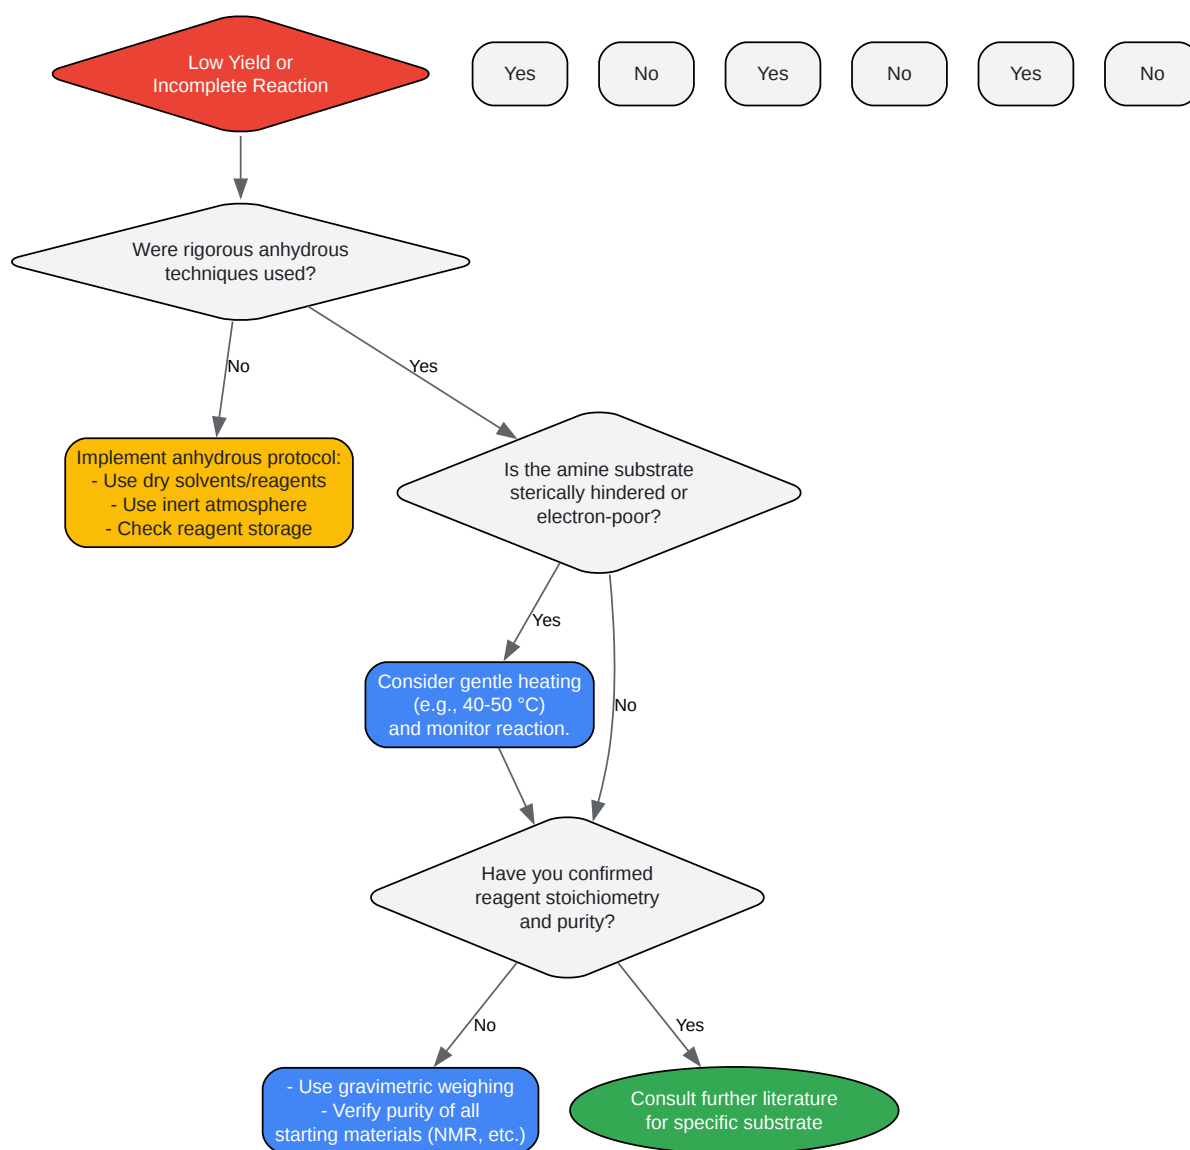 Low Yield or
Incomplete Reaction
Yes
No
Yes
No
Yes
No
Were rigorous anhydrous
techniques used?
No
Yes
Implement anhydrous protocol:
- Use dry solvents/reagents
- Use inert atmosphere
- Check reagent storage
Is the amine substrate
sterically hindered or
electron-poor?
Yes
Consider gentle heating
(e.g., 40-50 °C)
and monitor reaction.
No
Have you confirmed
reagent stoichiometry
and purity?
No
Yes
- Use gravimetric weighing
- Verify purity of all
starting materials (NMR, etc.)
Consult further literature
for specific substrate